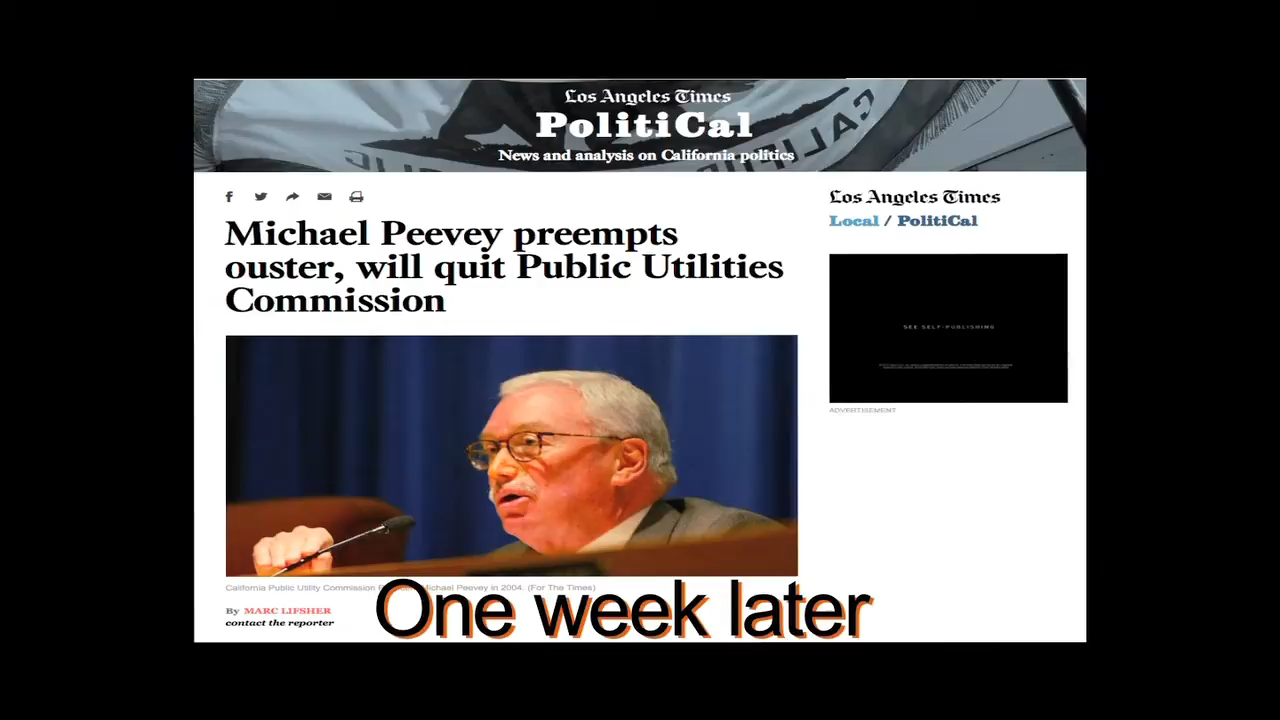 Los Angeles Times
PolitiCal
News and analysis on California politics
Los Angeles Times
Local / PolitiCal
Michael Peevey preempts
ouster, will quit Public Utilities
Commission
SEE SELF-PUBLISHING
ADVERTISEMENT
California Public Utility Commission Michael Peevey in 2004. (For The Times)
By MARC LIFSHER
contact the reporter
One week later